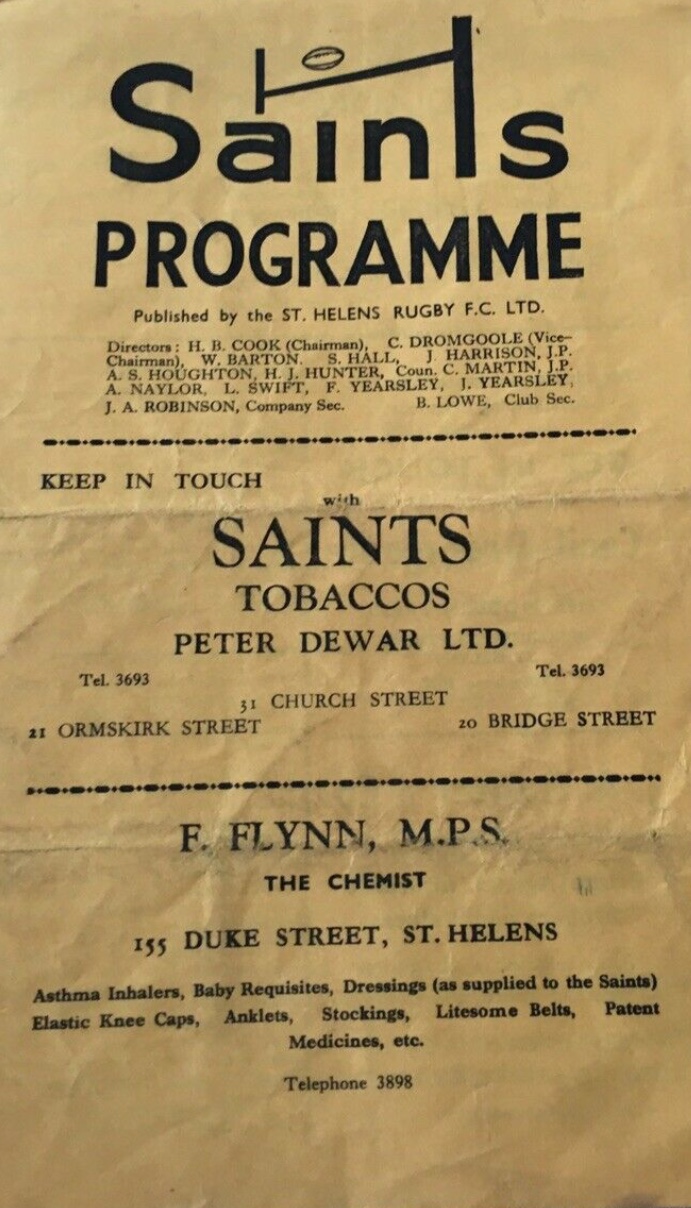 Saints
PROGRAMME
Published by the ST. HELENS RUGBY F.C. LTD.
Directors : H. B. COOK (Chairman), C. DROMGOOLE (Vice-
Chairman), W. BARTON. S. HALL, J. HARRISON, J.P.
A. S. HOUGHTON, H. J. HUNTER, Coun. C. MARTIN, J.P.
A. NAYLOR, L. SWIFT, F. YEARSLEY, J. YEARSLEY,
J. A. ROBINSON, Company Sec. B. LOWE, Club Sec.
KEEP IN TOUCH
with
SAINTS
TOBACCOS
PETER DEWAR LTD.
Tel. 3693 Tel. 3693
31 CHURCH STREET
21 ORMSKIRK STREET 20 BRIDGE STREET
F. FLYNN, M.P.S.
THE CHEMIST
155 DUKE STREET, ST. HELENS
Asthma Inhalers, Baby Requisites, Dressings (as supplied to the Saints)
Elastic Knee Caps, Anklets, Stockings, Litesome Belts, Patent
Medicines, etc.
Telephone 3898